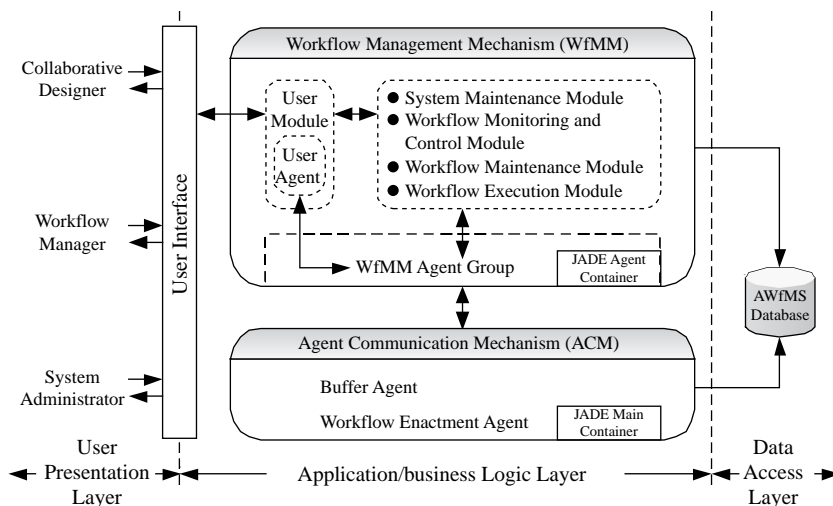 Workflow Management Mechanism (WfMM)
Collaborative
Designer
Workflow
Manager
System
Administrator
User Interface
User
Module
User
Agent
System Maintenance Module
Workflow Monitoring and
Control Module
Workflow Maintenance Module
Workflow Execution Module
WfMM Agent Group
JADE Agent
Container
Agent Communication Mechanism (ACM)
Buffer Agent
Workflow Enactment Agent
JADE Main
Container
AWfMS
Database
User
Presentation
Layer
Application/business Logic Layer
Data
Access
Layer